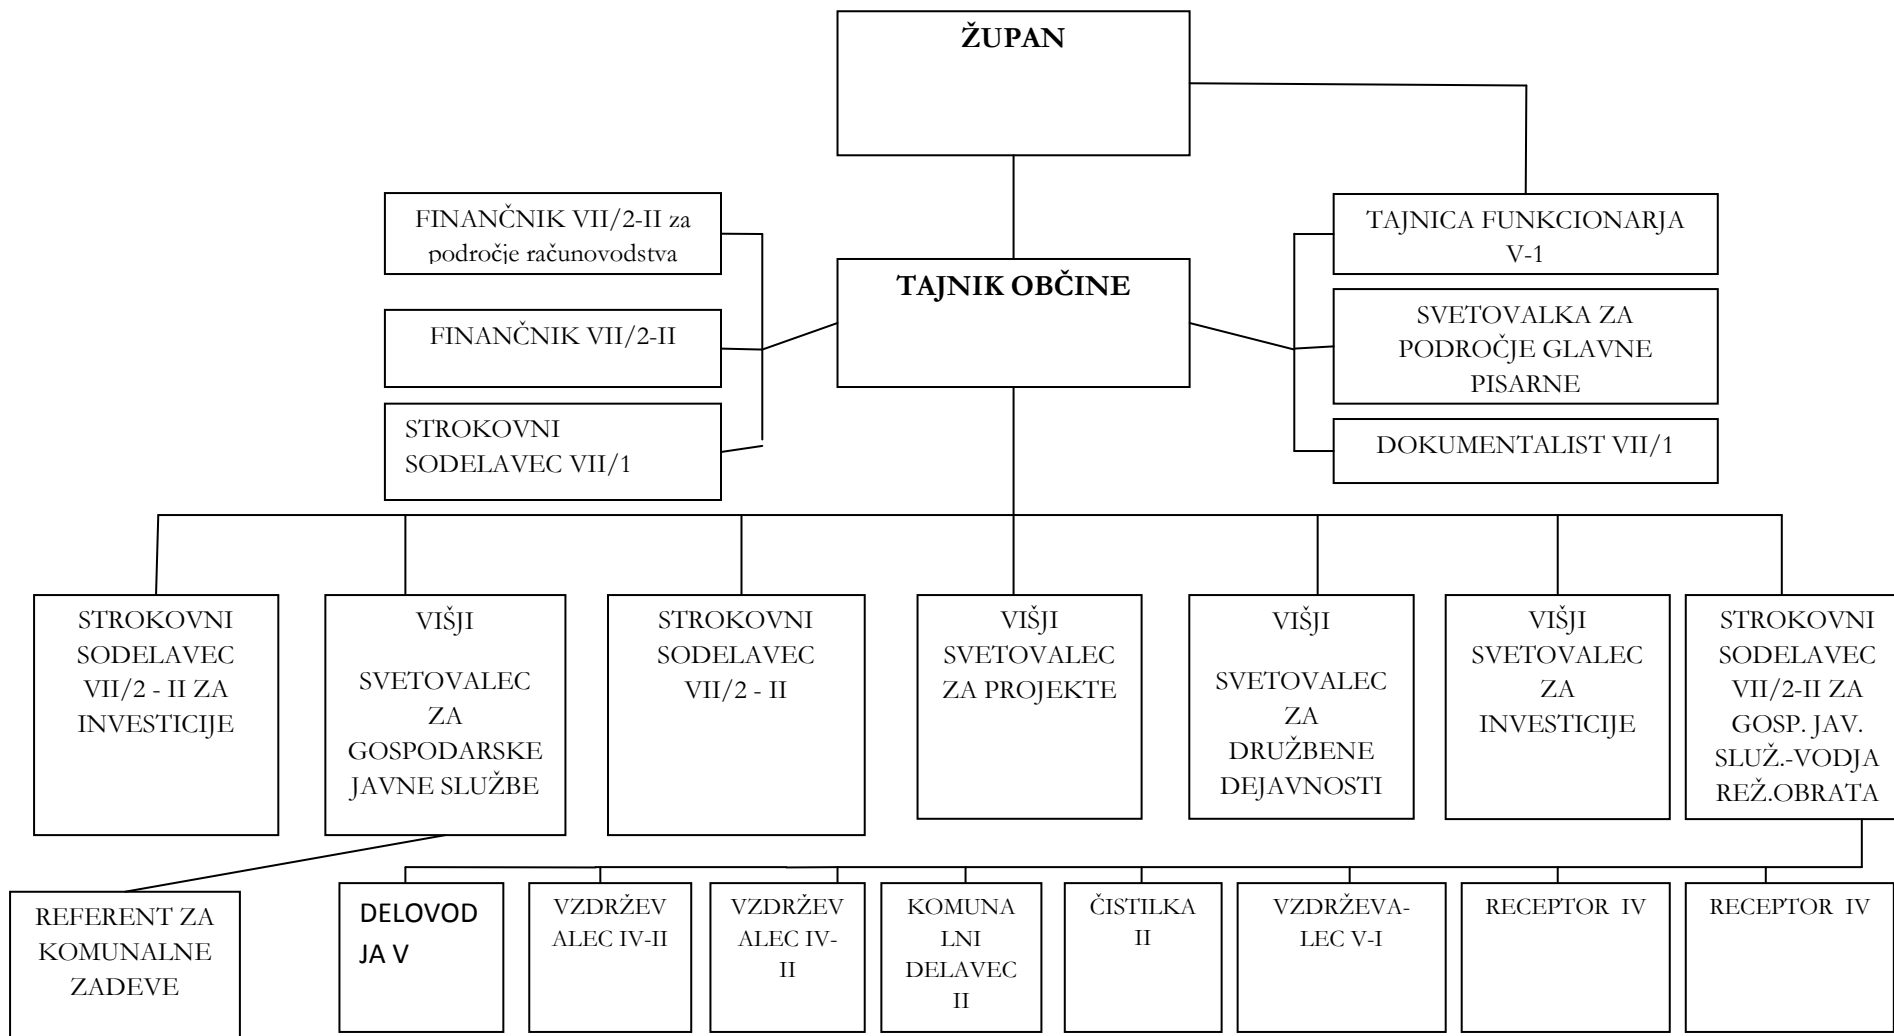 ŽUPAN
FINANČNIK VII/2-II za
področje računovodstva
TAJNICA FUNKCIONARJA
V-1
TAJNIK OBČINE
FINANČNIK VII/2-II
SVETOVALKA ZA
PODROČJE GLAVNE
PISARNE
STROKOVNI
SODELAVEC VII/1
DOKUMENTALIST VII/1
STROKOVNI
SODELAVEC
VII/2 - II ZA
INVESTICIJE
VIŠJI
SVETOVALEC
ZA
GOSPODARSKE
JAVNE SLUŽBE
STROKOVNI
SODELAVEC
VII/2 - II
VIŠJI
SVETOVALEC
ZA PROJEKTE
VIŠJI
SVETOVALEC
ZA
DRUŽBENE
DEJAVNOSTI
VIŠJI
SVETOVALEC
ZA
INVESTICIJE
STROKOVNI
SODELAVEC
VII/2-II ZA
GOSP. JAV.
SLUŽ.-VODJA
REŽ.OBRATA
REFERENT ZA
KOMUNALNE
ZADEVE
DELOVOD
JA V
VZDRŽEV
ALEC IV-II
VZDRŽEV
ALEC IV-
II
KOMUNA
LNI
DELAVEC
II
ČISTILKA
II
VZDRŽEVA-
LEC V-I
RECEPTOR IV
RECEPTOR IV